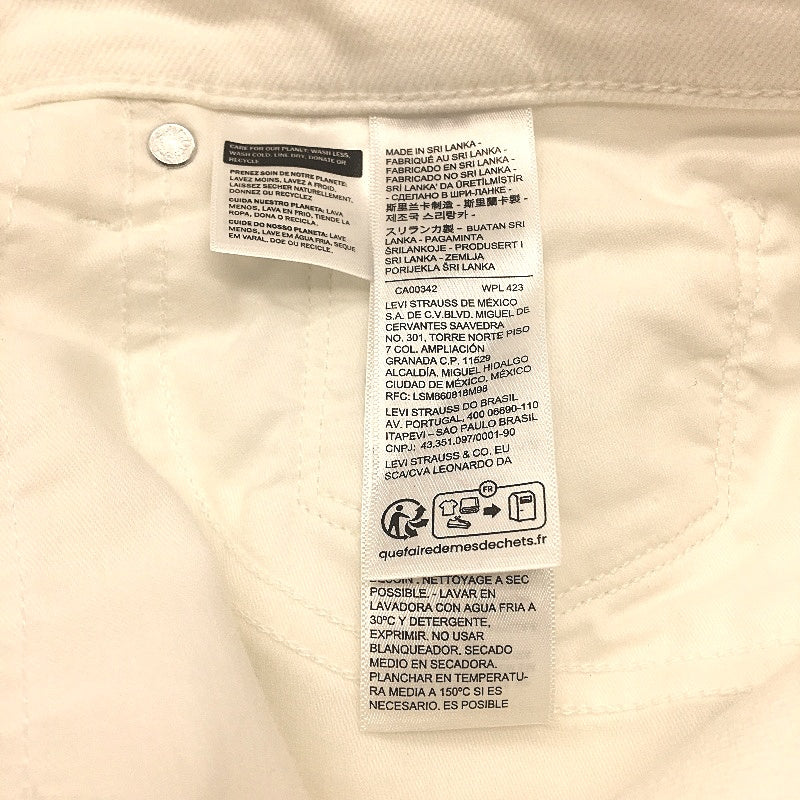 CARE FOR OUR PLANET: WASH LESS,
WASH COLD, LINE DRY, DONATE OR
RECYCLE.
PRENEZ SOIN DE NOTRE PLANETE:
LAVEZ MOINS, LAVEZ A FROID,
LAISSEZ SECHER NATURELLEMENT,
DONNEZ OU RECYCLEZ
CUIDA NUESTRO PLANETA: LAVA
MENOS, LAVA EN FRIO, TIENDE LA
ROPA, DONA O RECICLA.
CUIDE DO NOSSO PLANETA: LAVE
MENOS, LAVE EM ÁGUA FRIA, SEQUE
EM VARAL, DOE OU RECICLE.
MADE IN SRI LANKA -
FABRIQUÉ AU SRI LANKA -
FABRICADO EN SRI LANKA -
FABRICADO NO SRI LANKA -
SRİ LANKA' DA ÜRETİLMİŞTİR
- СДЕЛАНО В ШРИ-ЛАНКЕ -
斯里兰卡制造 - 斯里蘭卡製 -
제조국 스리랑카 -
スリランカ製 - BUATAN SRI
LANKA - PAGAMINTA
ŠRILANKOJE - PRODUSERT I
SRI LANKA - ZEMLJA
PORIJEKLA ŠRI LANKA
CA00342 WPL 423
LEVI STRAUSS DE MÉXICO
S.A. DE C.V.BLVD. MIGUEL DE
CERVANTES SAAVEDRA
NO. 301, TORRE NORTE PISO
7 COL. AMPLIACIÓN
GRANADA C.P. 11529
ALCALDÍA. MIGUEL HIDALGO
CIUDAD DE MÉXICO, MÉXICO.
RFC: LSM860818M98
LEVI STRAUSS DO BRASIL
AV. PORTUGAL, 400 06690-110
ITAPEVI – SÃO PAULO BRASIL
CNPJ: 43.351.097/0001-90
LEVI STRAUSS & CO. EU
SCA/CVA LEONARDO DA
FR
quefairedemesdechets.fr
BESOIN . NETTOYAGE A SEC
POSSIBLE. - LAVAR EN
LAVADORA CON AGUA FRIA A
30ºC Y DETERGENTE,
EXPRIMIR. NO USAR
BLANQUEADOR. SECADO
MEDIO EN SECADORA.
PLANCHAR EN TEMPERATU-
RA MEDIA A 150ºC SI ES
NECESARIO. ES POSIBLE